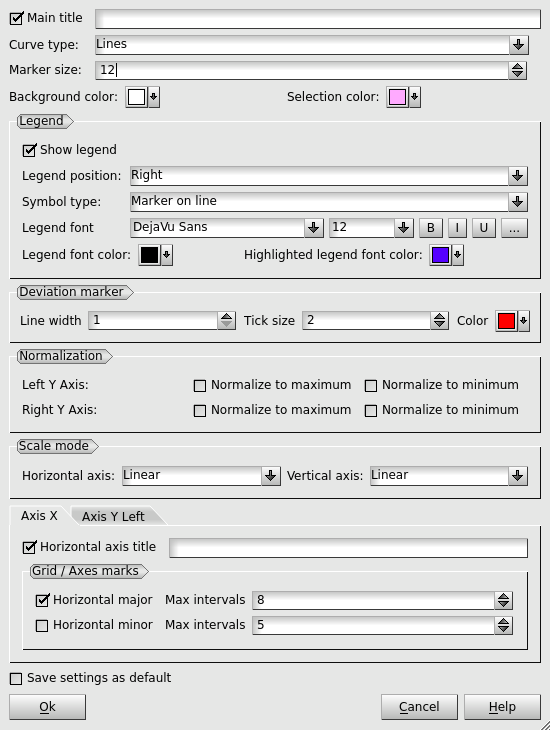 Main title
Curve type: Lines
Marker size: 12
Background color: Selection color:
Legend
Show legend
Legend position: Right
Symbol type: Marker on line
Legend font DejaVu Sans 12 B I U ...
Legend font color: Highlighted legend font color:
Deviation marker
Line width 1 Tick size 2 Color
Normalization
Left Y Axis: Normalize to maximum Normalize to minimum
Right Y Axis: Normalize to maximum Normalize to minimum
Scale mode
Horizontal axis: Linear Vertical axis: Linear
Axis X Axis Y Left
Horizontal axis title
Grid / Axes marks
Horizontal major Max intervals 8
Horizontal minor Max intervals 5
Save settings as default
Ok Cancel Help